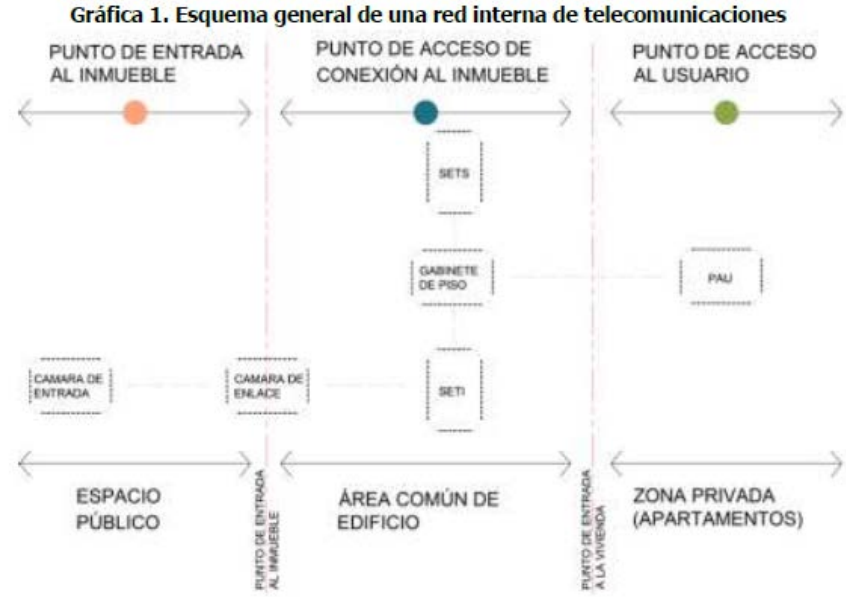 Gráfica 1. Esquema general de una red interna de telecomunicaciones
PUNTO DE ENTRADA
AL INMUEBLE
PUNTO DE ACCESO DE
CONEXIÓN AL INMUEBLE
PUNTO DE ACCESO
AL USUARIO
SETS
GABINETE
DE PISO
PAU
CAMARA DE
ENTRADA
CAMARA DE
ENLACE
SETI
ESPACIO
PÚBLICO
PUNTO DE ENTRADA
AL INMUEBLE
ÁREA COMÚN DE
EDIFICIO
PUNTO DE ENTRADA
A LA VIVIENDA
ZONA PRIVADA
(APARTAMENTOS)